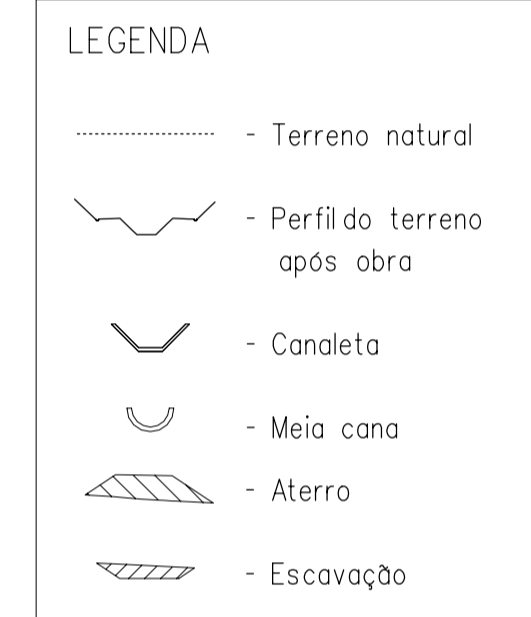 LEGENDA
- Terreno natural
- Perfil do terreno
após obra
- Canaleta
- Meia cana
- Aterro
- Escavação